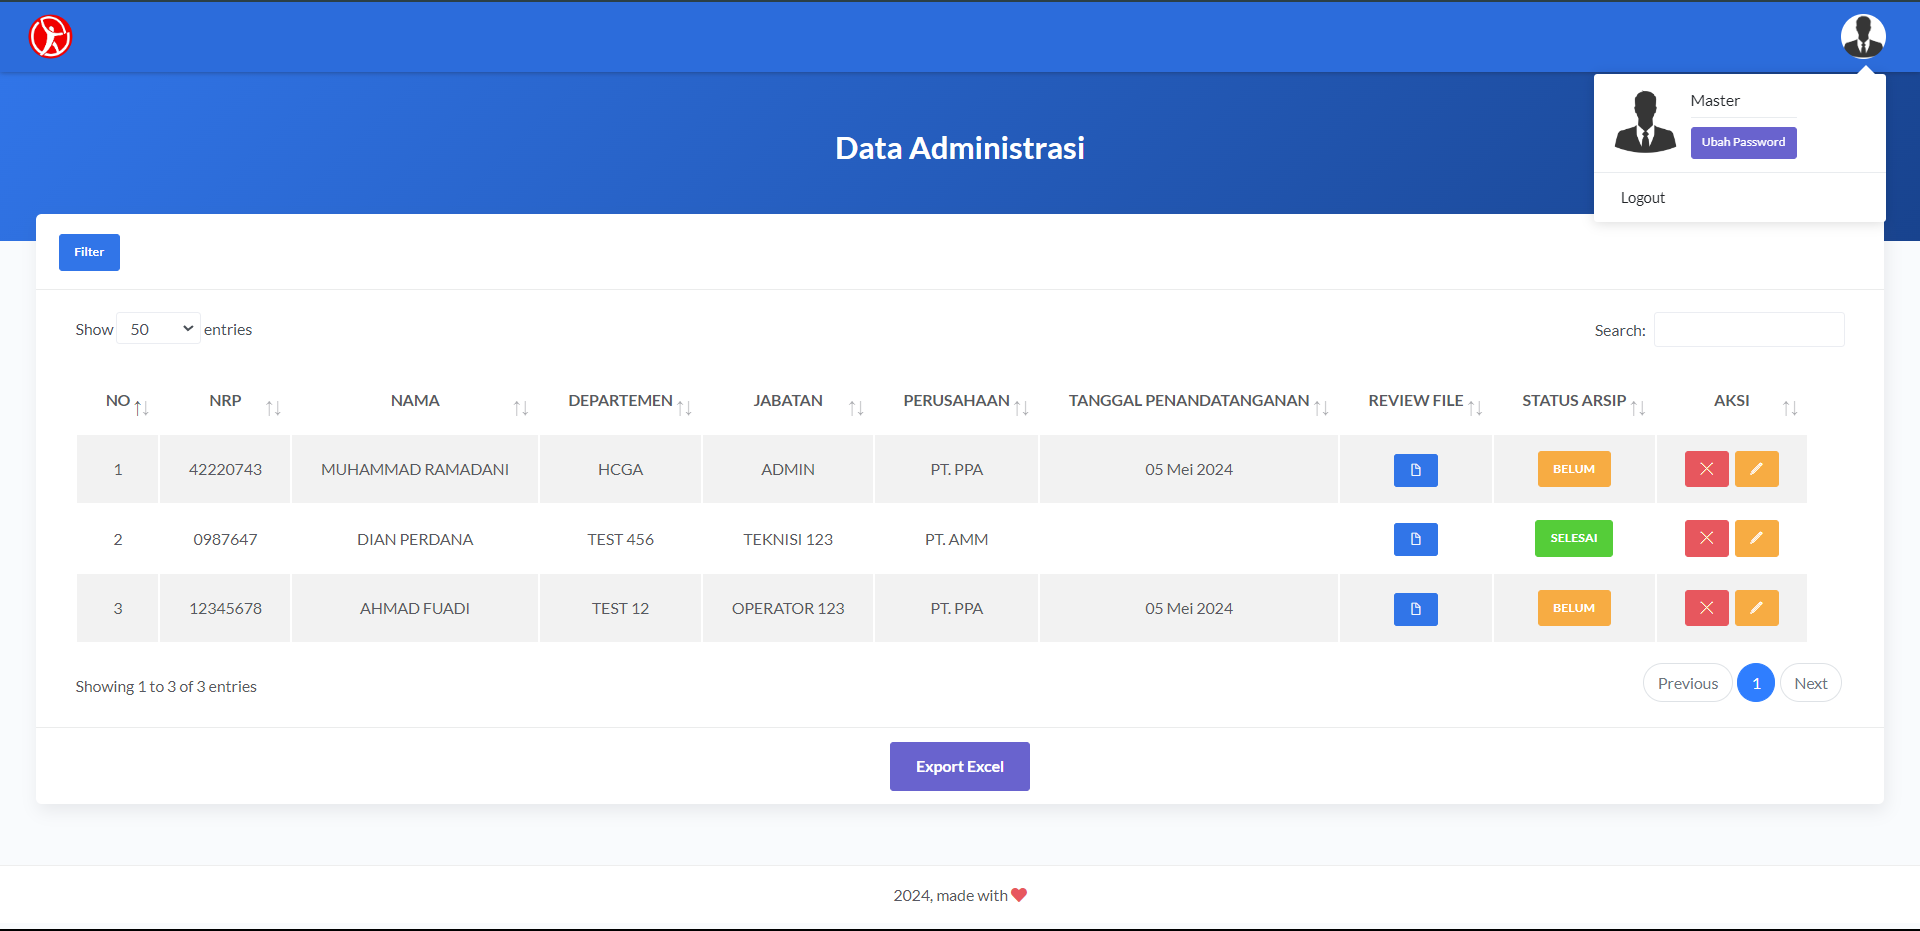 Master
Ubah Password
Logout
Data Administrasi
Filter
Show 50 entries
Search:
NO NRP NAMA DEPARTEMEN JABATAN PERUSAHAAN TANGGAL PENANDATANGANAN REVIEW FILE STATUS ARSIP AKSI
1 42220743 MUHAMMAD RAMADANI HCGA ADMIN PT. PPA 05 Mei 2024 BELUM
2 0987647 DIAN PERDANA TEST 456 TEKNISI 123 PT. AMM SELESAI
3 12345678 AHMAD FUADI TEST 12 OPERATOR 123 PT. PPA 05 Mei 2024 BELUM
Showing 1 to 3 of 3 entries
Previous 1 Next
Export Excel
2024, made with